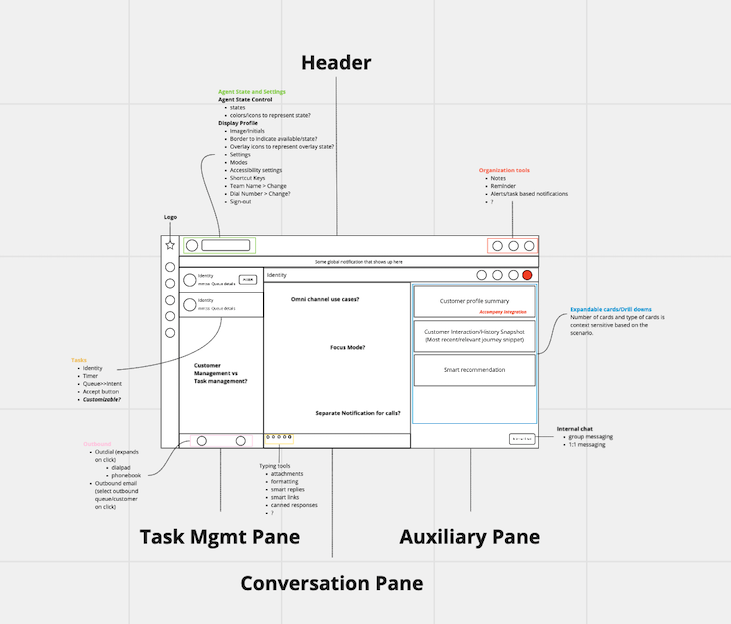 Header
Agent State and Settings
Agent State Control
• states
• colors/icons to represent state?
Display Profile
• Image/Initials
• Border to indicate available/state?
• Overlay icons to represent overlay state?
• Settings
• Modes
• Accessibility settings
• Shortcut Keys
• Team Name > Change
• Dial Number > Change?
• Sign-out
Organization tools
• Notes
• Reminder
• Alerts/task based notifications
• ?
Logo
Some global notification that shows up here
Identity
Queue details
Identity
Queue details
Identity
Omni channel use cases?
Focus Mode?
Separate Notification for calls?
Customer
Management vs
Task management?
Customer profile summary
Accompany integration
Customer Interaction/History Snapshot
(Most recent/relevant journey snippet)
Smart recommendation
Expandable cards/Drill downs
Number of cards and type of cards is
context sensitive based on the
scenario.
Tasks
• Identity
• Timer
• Queue>>Intent
• Accept button
• Customizable?
Outbound
• Outdial (expands
on click)
• dialpad
• phonebook
• Outbound email
(select outbound
queue/customer
on click)
Typing tools
• attachments
• formatting
• smart replies
• smart links
• canned responses
• ?
Internal chat
• group messaging
• 1:1 messaging
Task Mgmt Pane
Auxiliary Pane
Conversation Pane